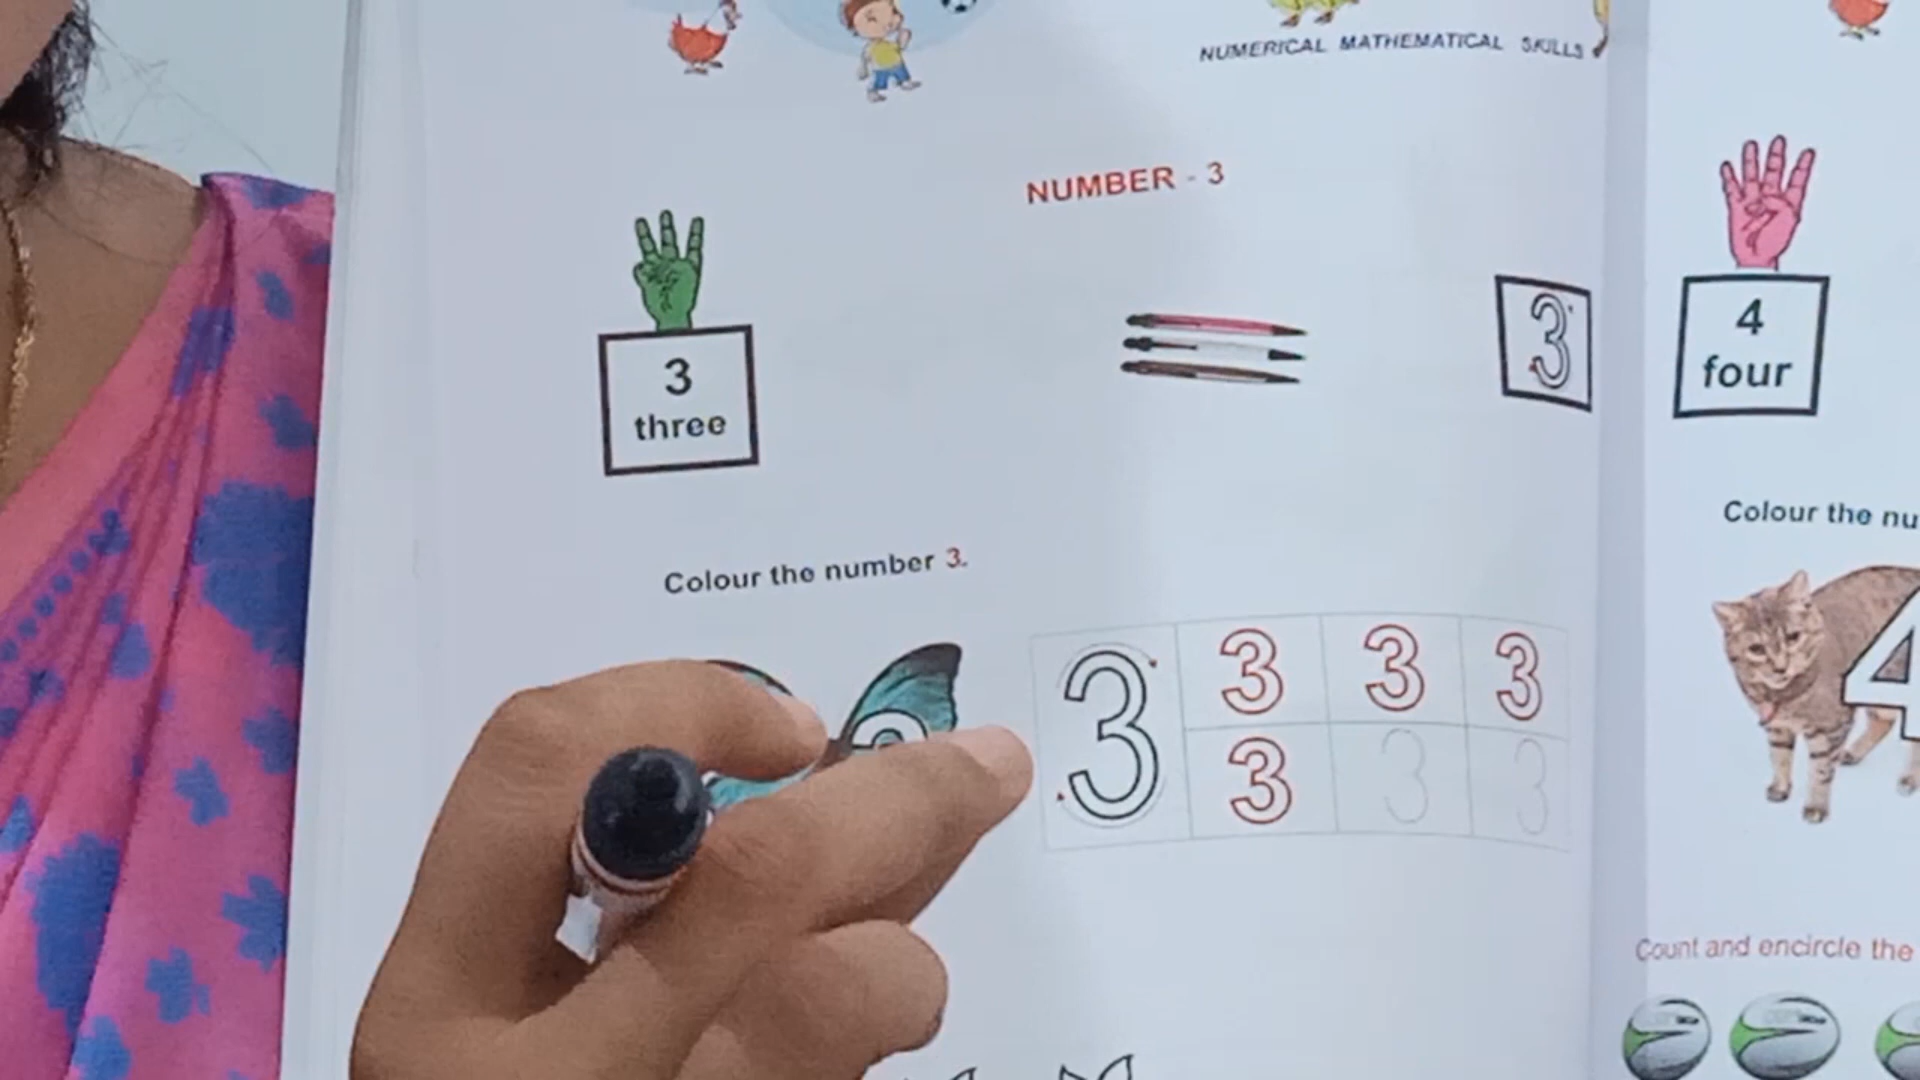 NUMERICAL MATHEMATICAL SKILLS
NUMBER - 3
3
three
3
Colour the number 3.
3 3 3 3
3 3 3
4
four
Colour the nu
4
Count and encircle the